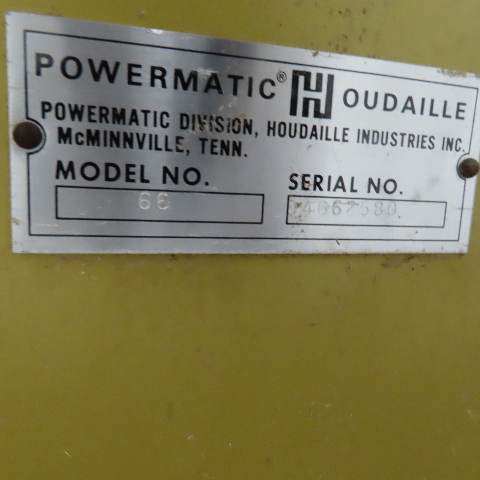 POWERMATIC® HOUDAILLE
POWERMATIC DIVISION, HOUDAILLE INDUSTRIES INC.
McMINNVILLE, TENN.
MODEL NO.
66
SERIAL NO.